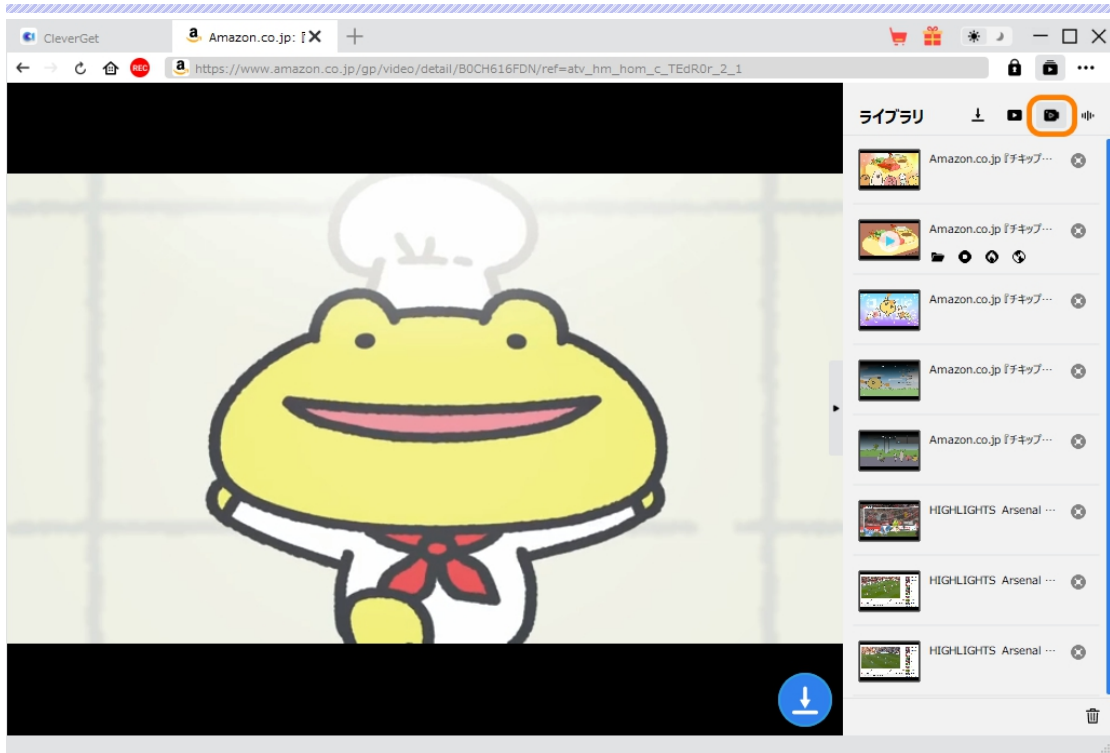 CleverGet
Amazon.co.jp: 『
REC
https://www.amazon.co.jp/gp/video/detail/B0CH616FDN/ref=atv_hm_hom_c_TEdR0r_2_1
ライブラリ
Amazon.co.jp『チキップ…
Amazon.co.jp『チキップ…
Amazon.co.jp『チキップ…
Amazon.co.jp『チキップ…
Amazon.co.jp『チキップ…
HIGHLIGHTS Arsenal …
HIGHLIGHTS Arsenal …
HIGHLIGHTS Arsenal …